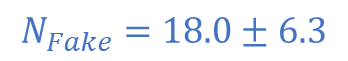 N_Fake = 18.0 ± 6.3